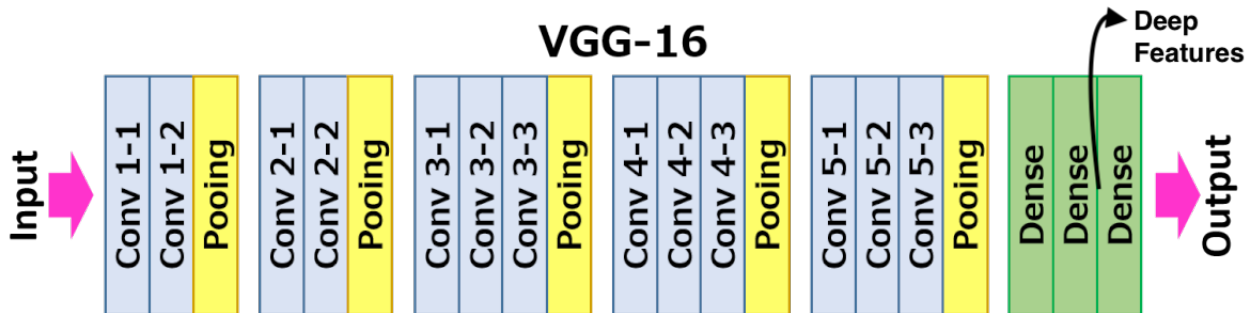 VGG-16
Deep
Features
Input
Conv 1-1
Conv 1-2
Pooing
Conv 2-1
Conv 2-2
Pooing
Conv 3-1
Conv 3-2
Conv 3-3
Pooing
Conv 4-1
Conv 4-2
Conv 4-3
Pooing
Conv 5-1
Conv 5-2
Conv 5-3
Pooing
Dense
Dense
Dense
Output